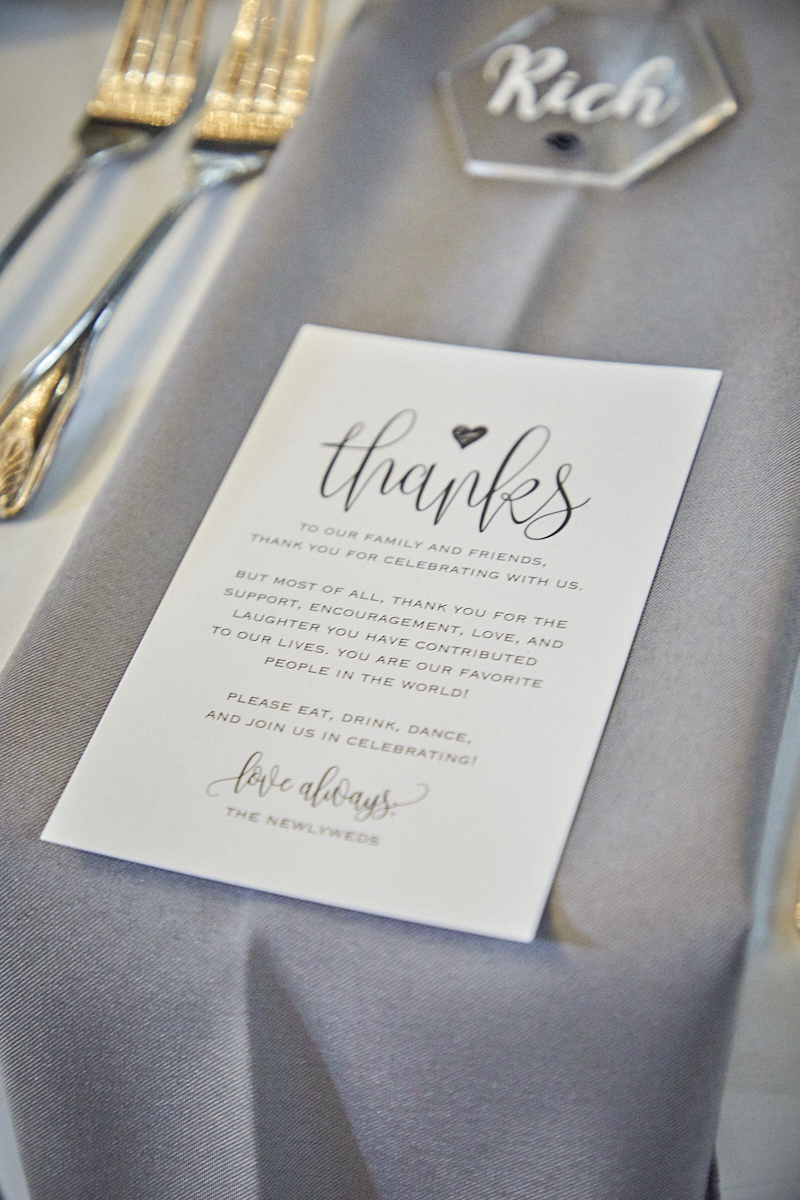 Rich
thanks
TO OUR FAMILY AND FRIENDS,
THANK YOU FOR CELEBRATING WITH US.
BUT MOST OF ALL, THANK YOU FOR THE
SUPPORT, ENCOURAGEMENT, LOVE, AND
LAUGHTER YOU HAVE CONTRIBUTED
TO OUR LIVES. YOU ARE OUR FAVORITE
PEOPLE IN THE WORLD!
PLEASE EAT, DRINK, DANCE,
AND JOIN US IN CELEBRATING!
love always,
THE NEWLYWEDS